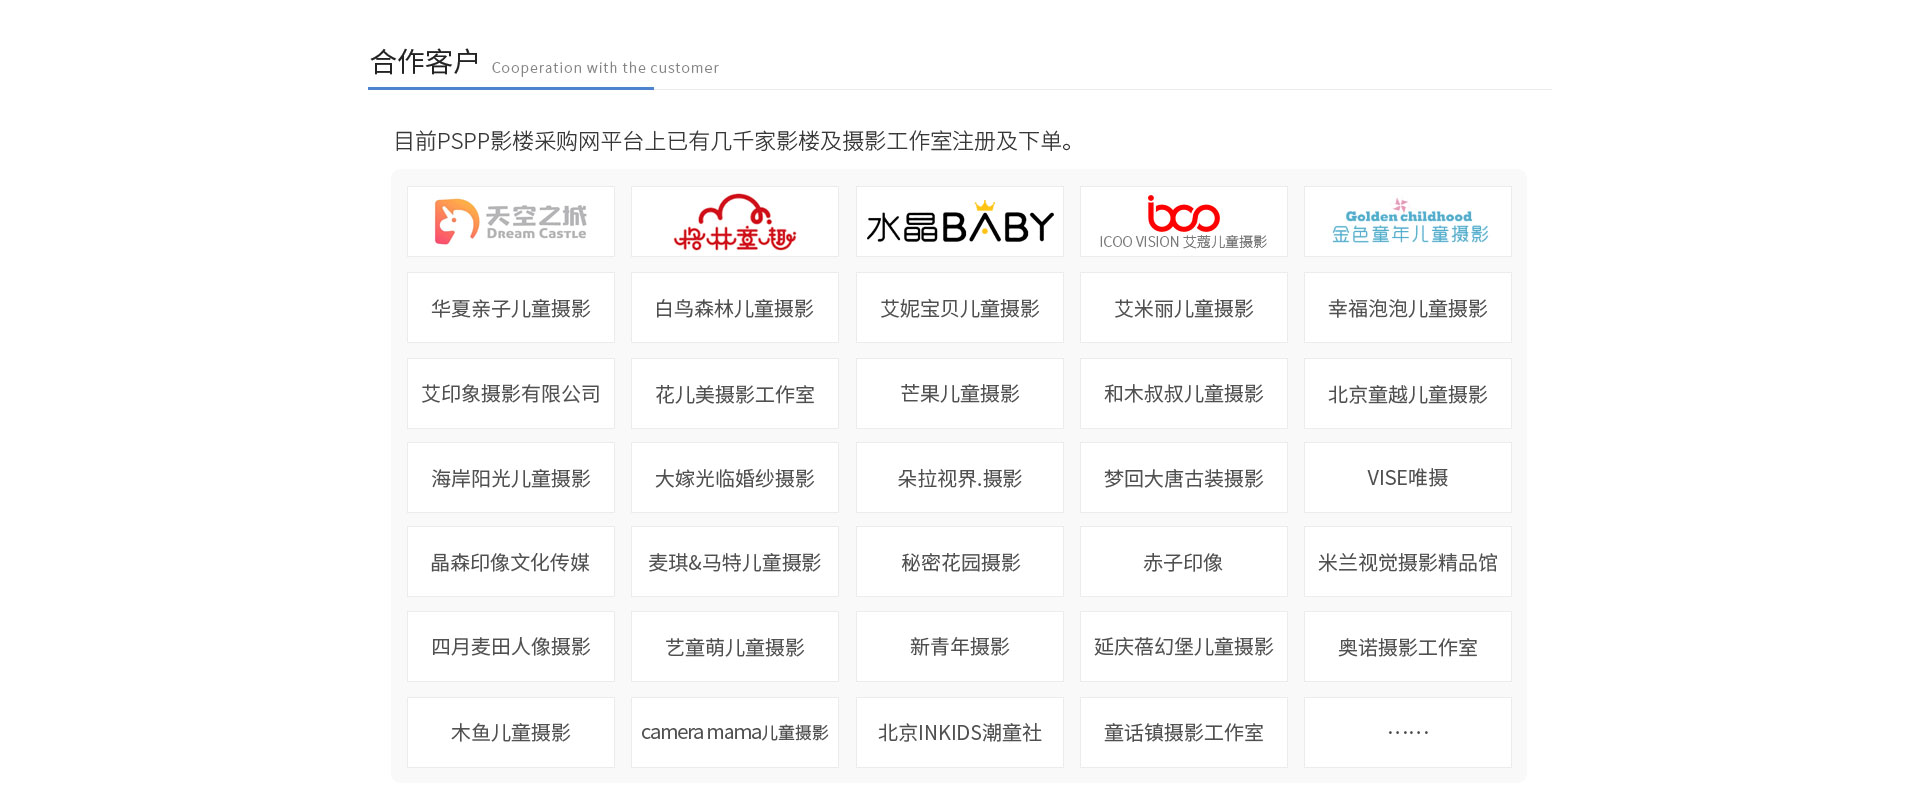 合作客户 Cooperation with the customer
目前PSPP影楼采购网平台上已有几千家影楼及摄影工作室注册及下单。
天空之城
DREAM CASTLE
格林童趣
水晶BABY
icoo
ICOO VISION 艾蔻儿童摄影
Golden childhood
金色童年儿童摄影
华夏亲子儿童摄影
白鸟森林儿童摄影
艾妮宝贝儿童摄影
艾米丽儿童摄影
幸福泡泡儿童摄影
艾印象摄影有限公司
花儿美摄影工作室
芒果儿童摄影
和木叔叔儿童摄影
北京童越儿童摄影
海岸阳光儿童摄影
大嫁光临婚纱摄影
朵拉视界.摄影
梦回大唐古装摄影
VISE唯摄
晶森印像文化传媒
麦琪&马特儿童摄影
秘密花园摄影
赤子印像
米兰视觉摄影精品馆
四月麦田人像摄影
艺童萌儿童摄影
新青年摄影
延庆蓓幻堡儿童摄影
奥诺摄影工作室
木鱼儿童摄影
camera mama儿童摄影
北京INKIDS潮童社
童话镇摄影工作室
……